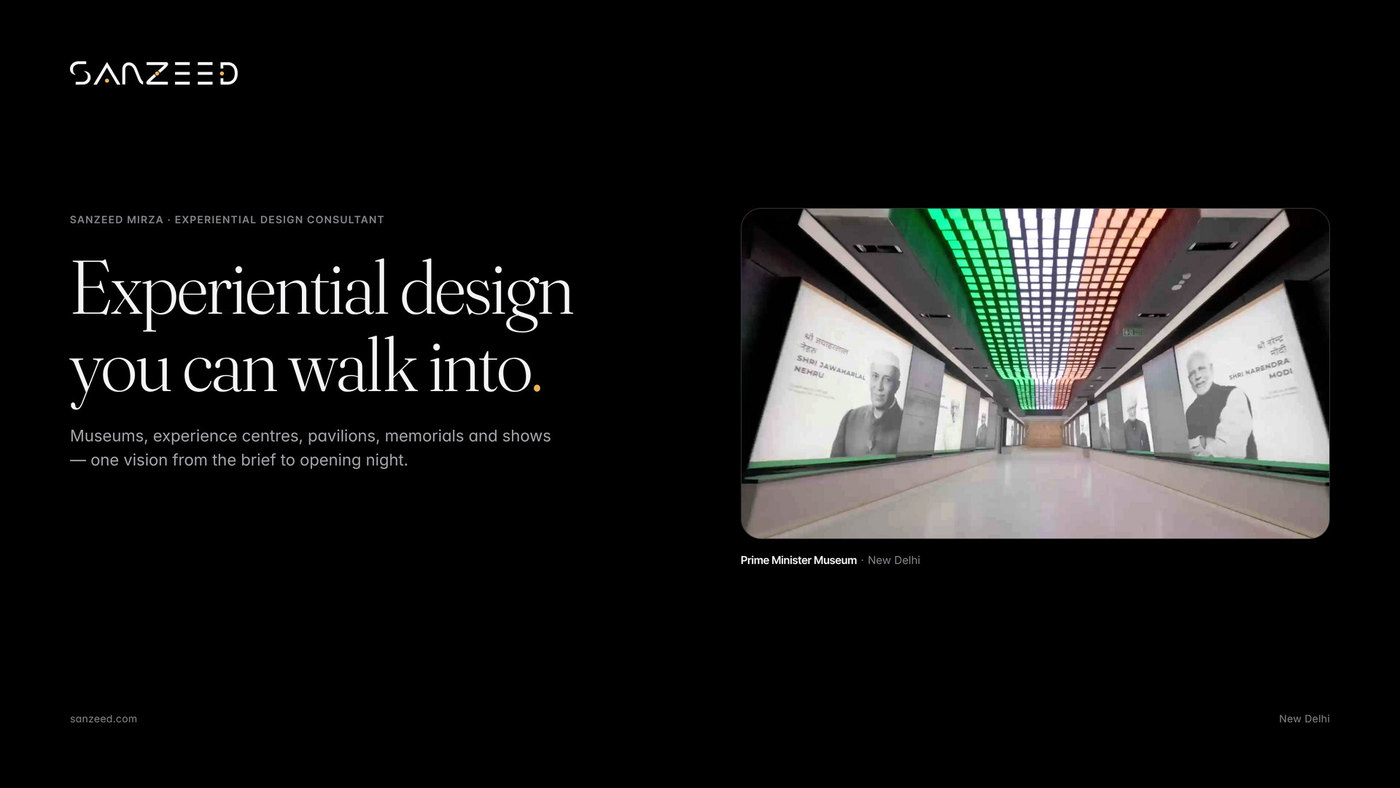 SANZEED
SANZEED MIRZA · EXPERIENTIAL DESIGN CONSULTANT
Experiential design
you can walk into.
Museums, experience centres, pavilions, memorials and shows
— one vision from the brief to opening night.
श्री जवाहरलाल
नेहरू
SHRI JAWAHARLAL
NEHRU
श्री नरेन्द्र
मोदी
SHRI NARENDRA
MODI
Prime Minister Museum · New Delhi
sanzeed.com
New Delhi